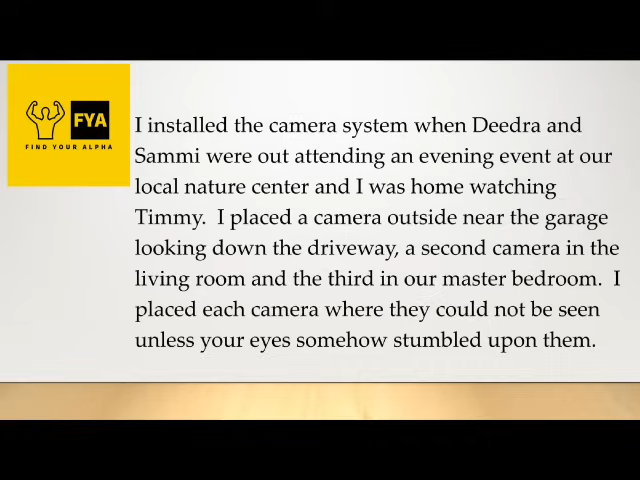 FYA
FIND YOUR ALPHA
I installed the camera system when Deedra and
Sammi were out attending an evening event at our
local nature center and I was home watching
Timmy.  I placed a camera outside near the garage
looking down the driveway, a second camera in the
living room and the third in our master bedroom.  I
placed each camera where they could not be seen
unless your eyes somehow stumbled upon them.